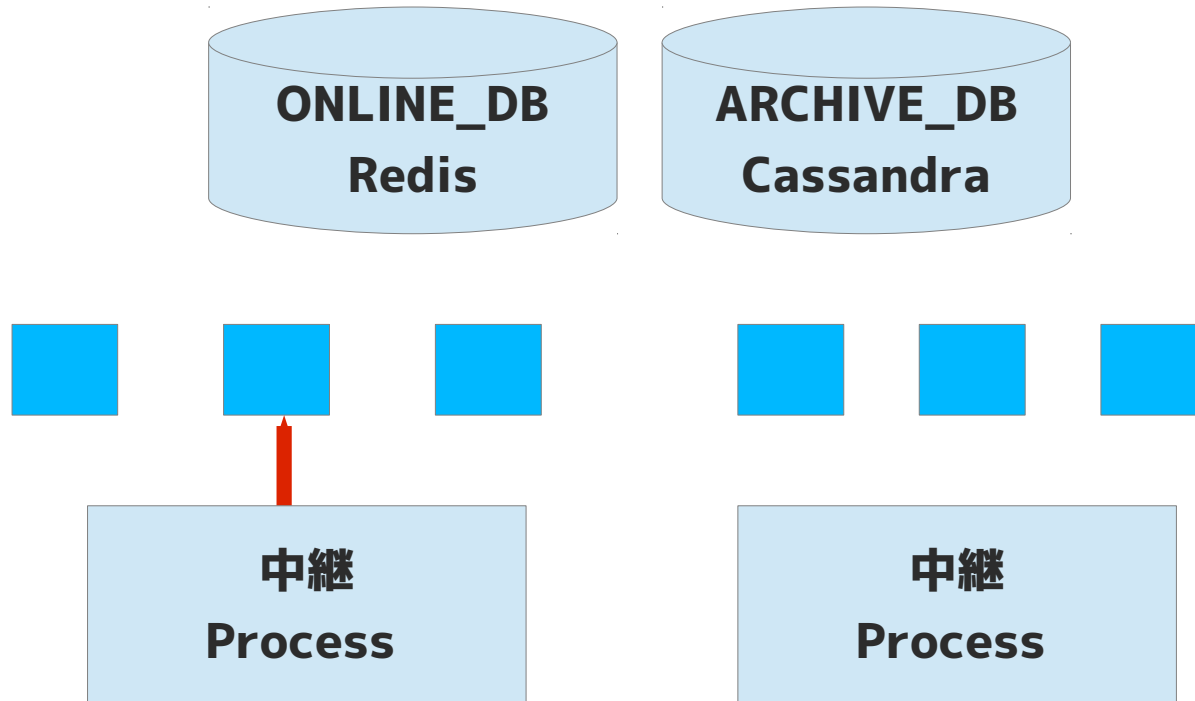 ONLINE_DB
Redis
ARCHIVE_DB
Cassandra
中継
Process
中継
Process